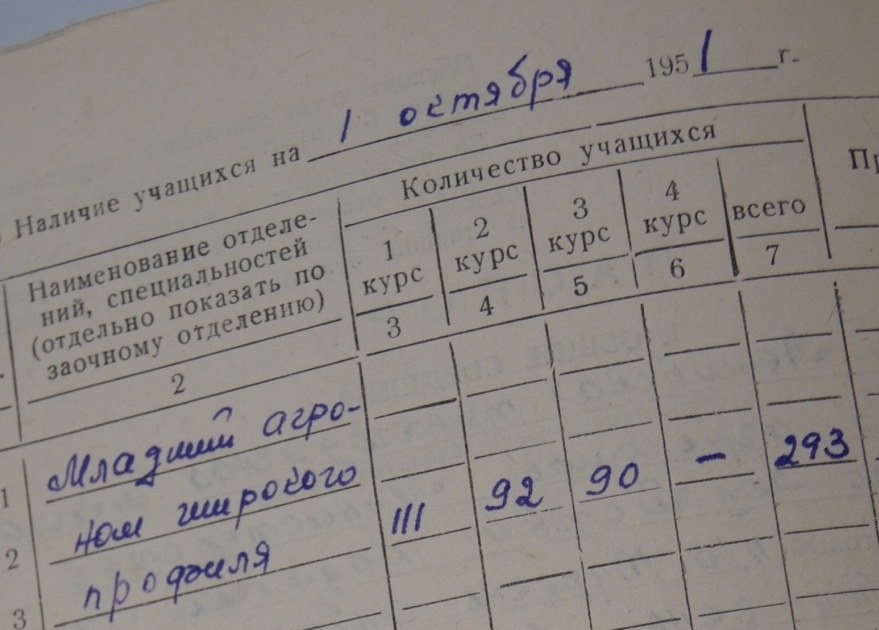 Наличие учащихся на 1 октября 1951 г.
Наименование отделе-
ний, специальностей
(отдельно показать по
заочному отделению)
Количество учащихся
1 курс
2 курс
3 курс
4 курс
всего
Пр
2 3 4 5 6 7
1 Младший агро-
2 ном широкого 111 92 90 - 293
3 профиля